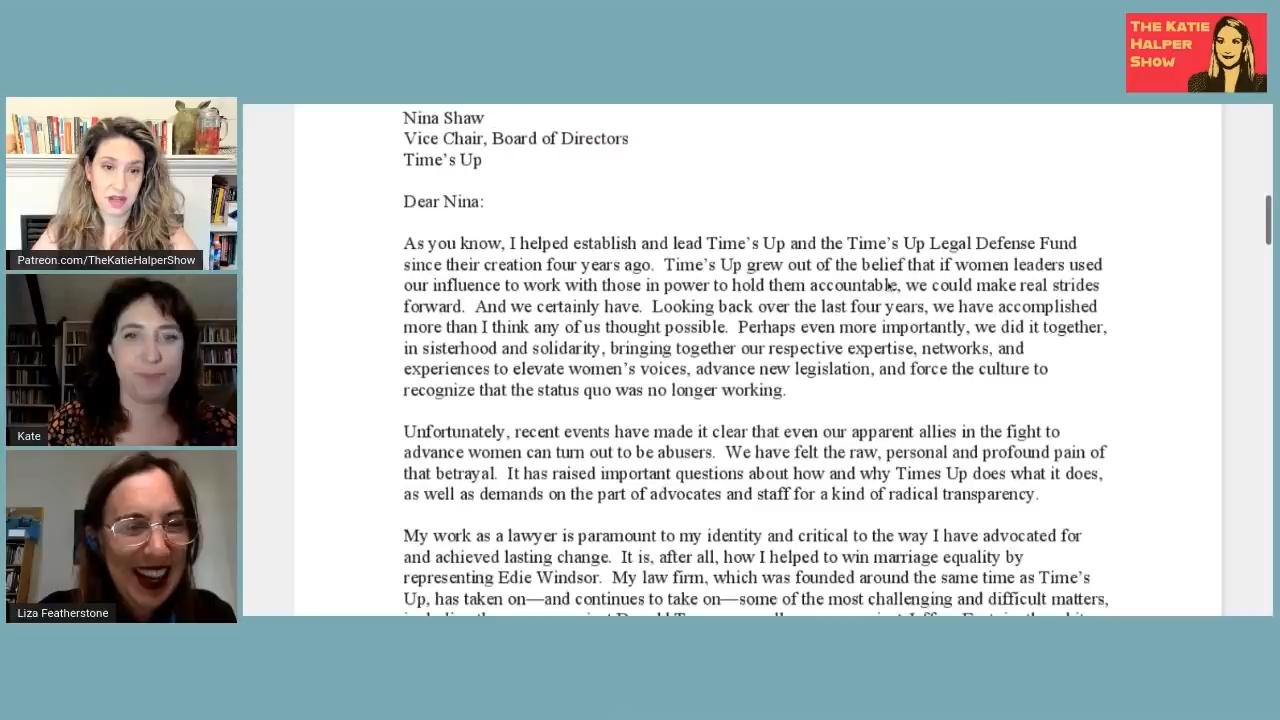 THE KATIE
HALPER
SHOW
Patreon.com/TheKatieHalperShow
Kate
Liza Featherstone
Nina Shaw
Vice Chair, Board of Directors
Time’s Up
Dear Nina:
As you know, I helped establish and lead Time’s Up and the Time’s Up Legal Defense Fund
since their creation four years ago.  Time’s Up grew out of the belief that if women leaders used
our influence to work with those in power to hold them accountable, we could make real strides
forward.  And we certainly have.  Looking back over the last four years, we have accomplished
more than I think any of us thought possible.  Perhaps even more importantly, we did it together,
in sisterhood and solidarity, bringing together our respective expertise, networks, and
experiences to elevate women’s voices, advance new legislation, and force the culture to
recognize that the status quo was no longer working.
Unfortunately, recent events have made it clear that even our apparent allies in the fight to
advance women can turn out to be abusers.  We have felt the raw, personal and profound pain of
that betrayal.  It has raised important questions about how and why Times Up does what it does,
as well as demands on the part of advocates and staff for a kind of radical transparency.
My work as a lawyer is paramount to my identity and critical to the way I have advocated for
and achieved lasting change.  It is, after all, how I helped to win marriage equality by
representing Edie Windsor.  My law firm, which was founded around the same time as Time’s
Up, has taken on—and continues to take on—some of the most challenging and difficult matters,